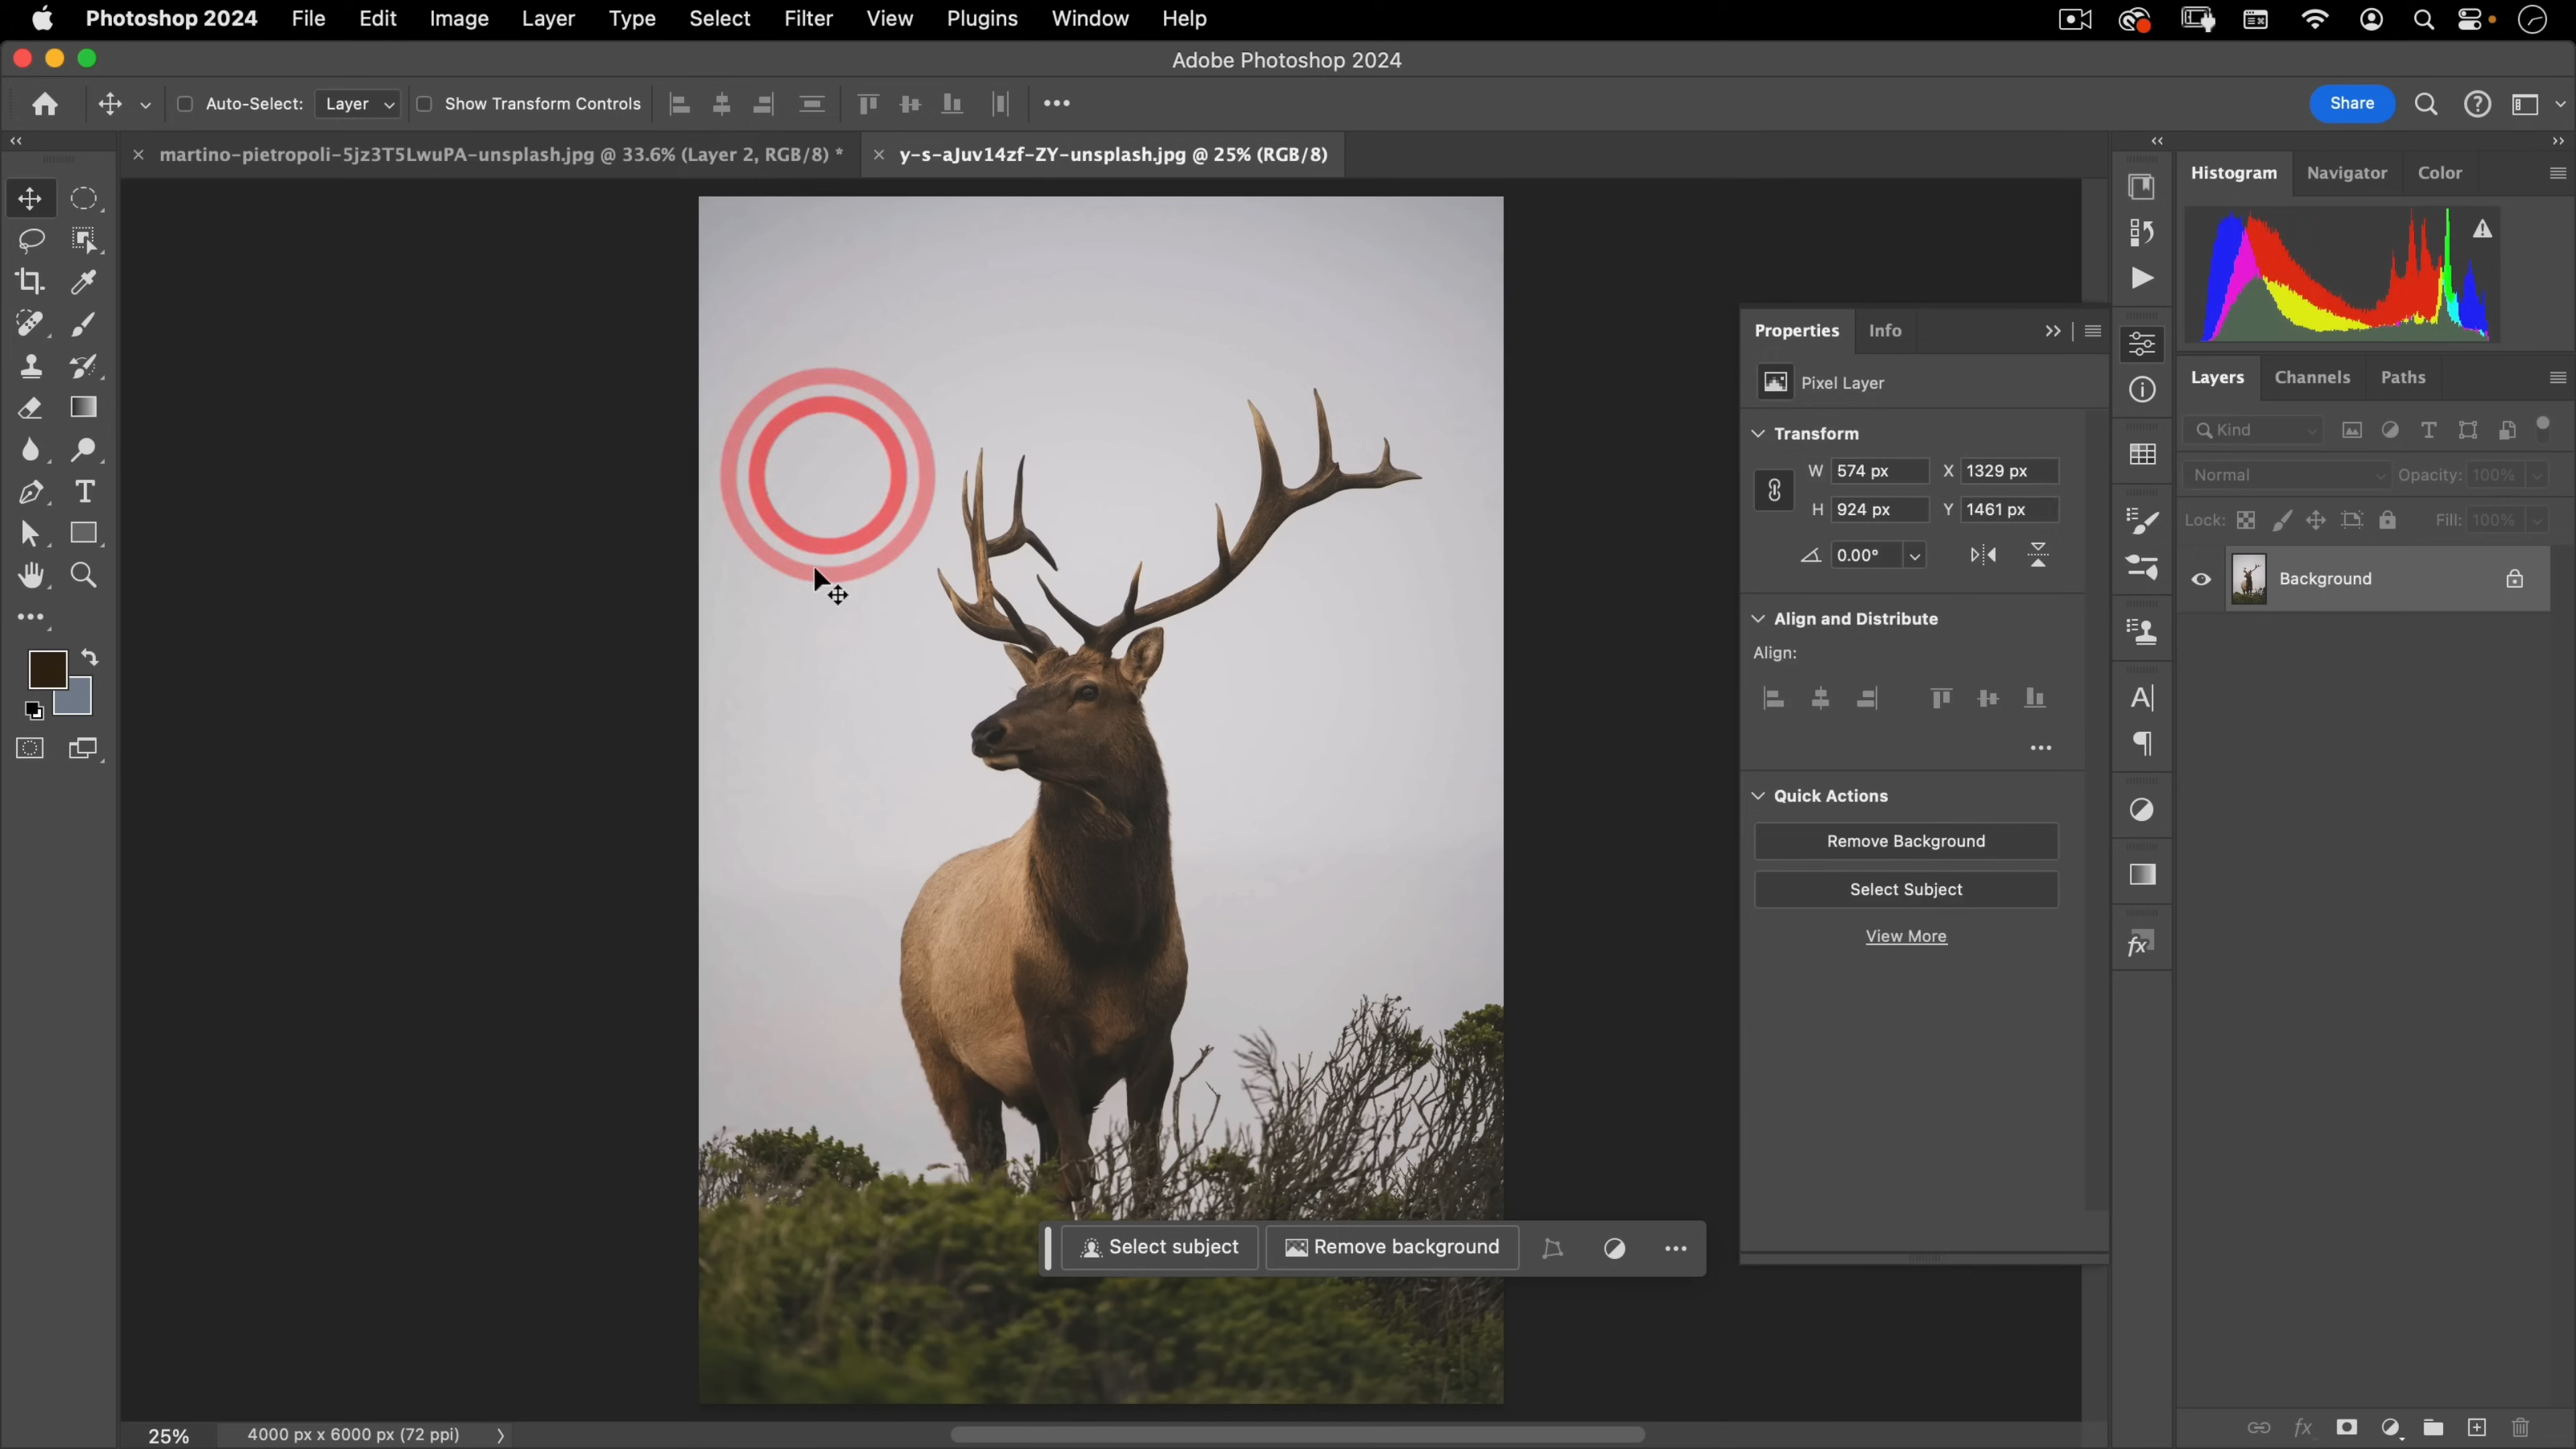 Photoshop 2024 File Edit Image Layer Type Select Filter View Plugins Window Help
Adobe Photoshop 2024
Auto-Select: Layer Show Transform Controls Share
martino-pietropoli-5jz3T5LwuPA-unsplash.jpg @ 33.6% (Layer 2, RGB/8) * y-s-aJuv14zf-ZY-unsplash.jpg @ 25% (RGB/8)
Histogram Navigator Color
Properties Info
Pixel Layer
Transform
W 574 px X 1329 px
H 924 px Y 1461 px
0.00°
Align and Distribute
Align:
Quick Actions
Remove Background
Select Subject
View More
Layers Channels Paths
Kind
Normal Opacity: 100%
Lock: Fill: 100%
Background
Select subject Remove background
25% 4000 px x 6000 px (72 ppi)